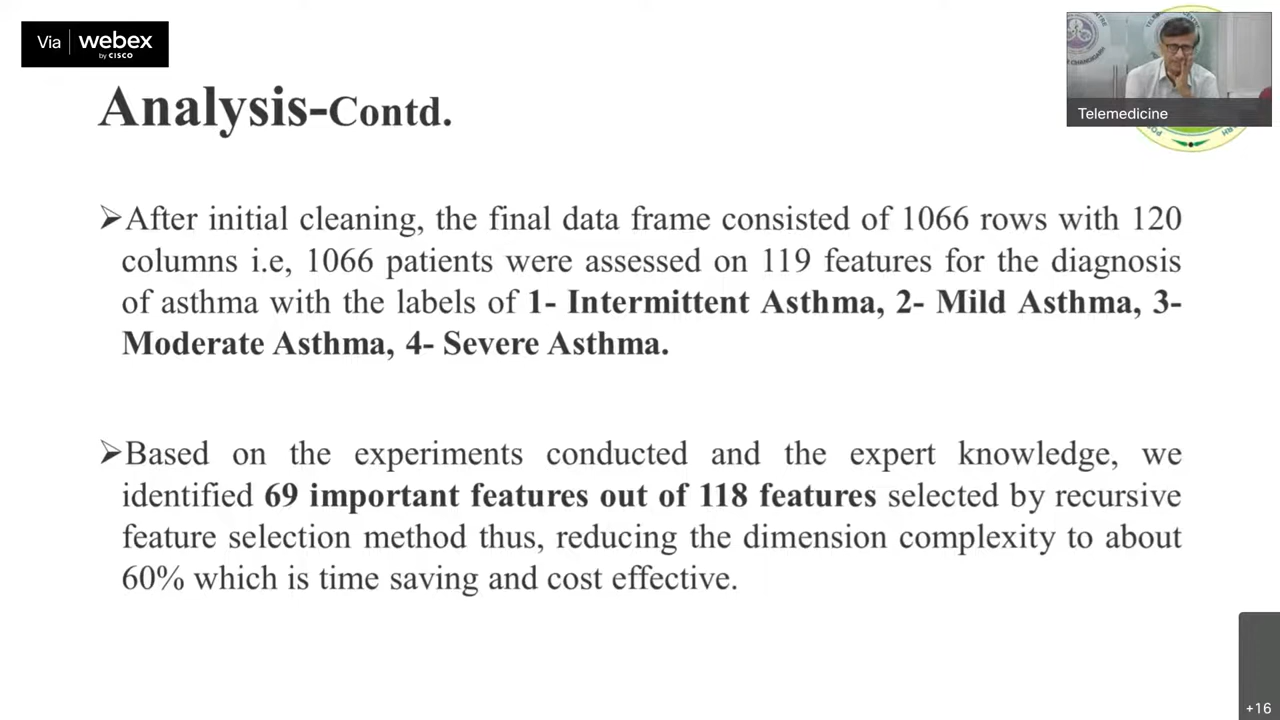 Via webex
by CISCO
Telemedicine
Analysis-Contd.
➢After initial cleaning, the final data frame consisted of 1066 rows with 120
columns i.e, 1066 patients were assessed on 119 features for the diagnosis
of asthma with the labels of 1- Intermittent Asthma, 2- Mild Asthma, 3-
Moderate Asthma, 4- Severe Asthma.
➢Based on the experiments conducted and the expert knowledge, we
identified 69 important features out of 118 features selected by recursive
feature selection method thus, reducing the dimension complexity to about
60% which is time saving and cost effective.
+16